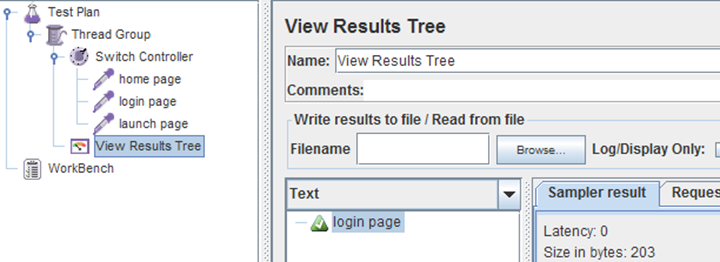 Test Plan
Thread Group
Switch Controller
home page
login page
launch page
View Results Tree
WorkBench
View Results Tree
Name: View Results Tree
Comments:
Write results to file / Read from file
Filename Browse... Log/Display Only:
Text
login page
Sampler result Reques
Latency: 0
Size in bytes: 203